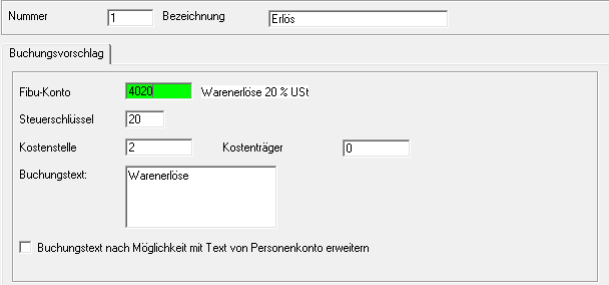 Nummer 1 Bezeichnung Erlös
Buchungsvorschlag
Fibu-Konto 4020 Warenerlöse 20 % USt
Steuerschlüssel 20
Kostenstelle 2 Kostenträger 0
Buchungstext: Warenerlöse
Buchungstext nach Möglichkeit mit Text von Personenkonto erweitern